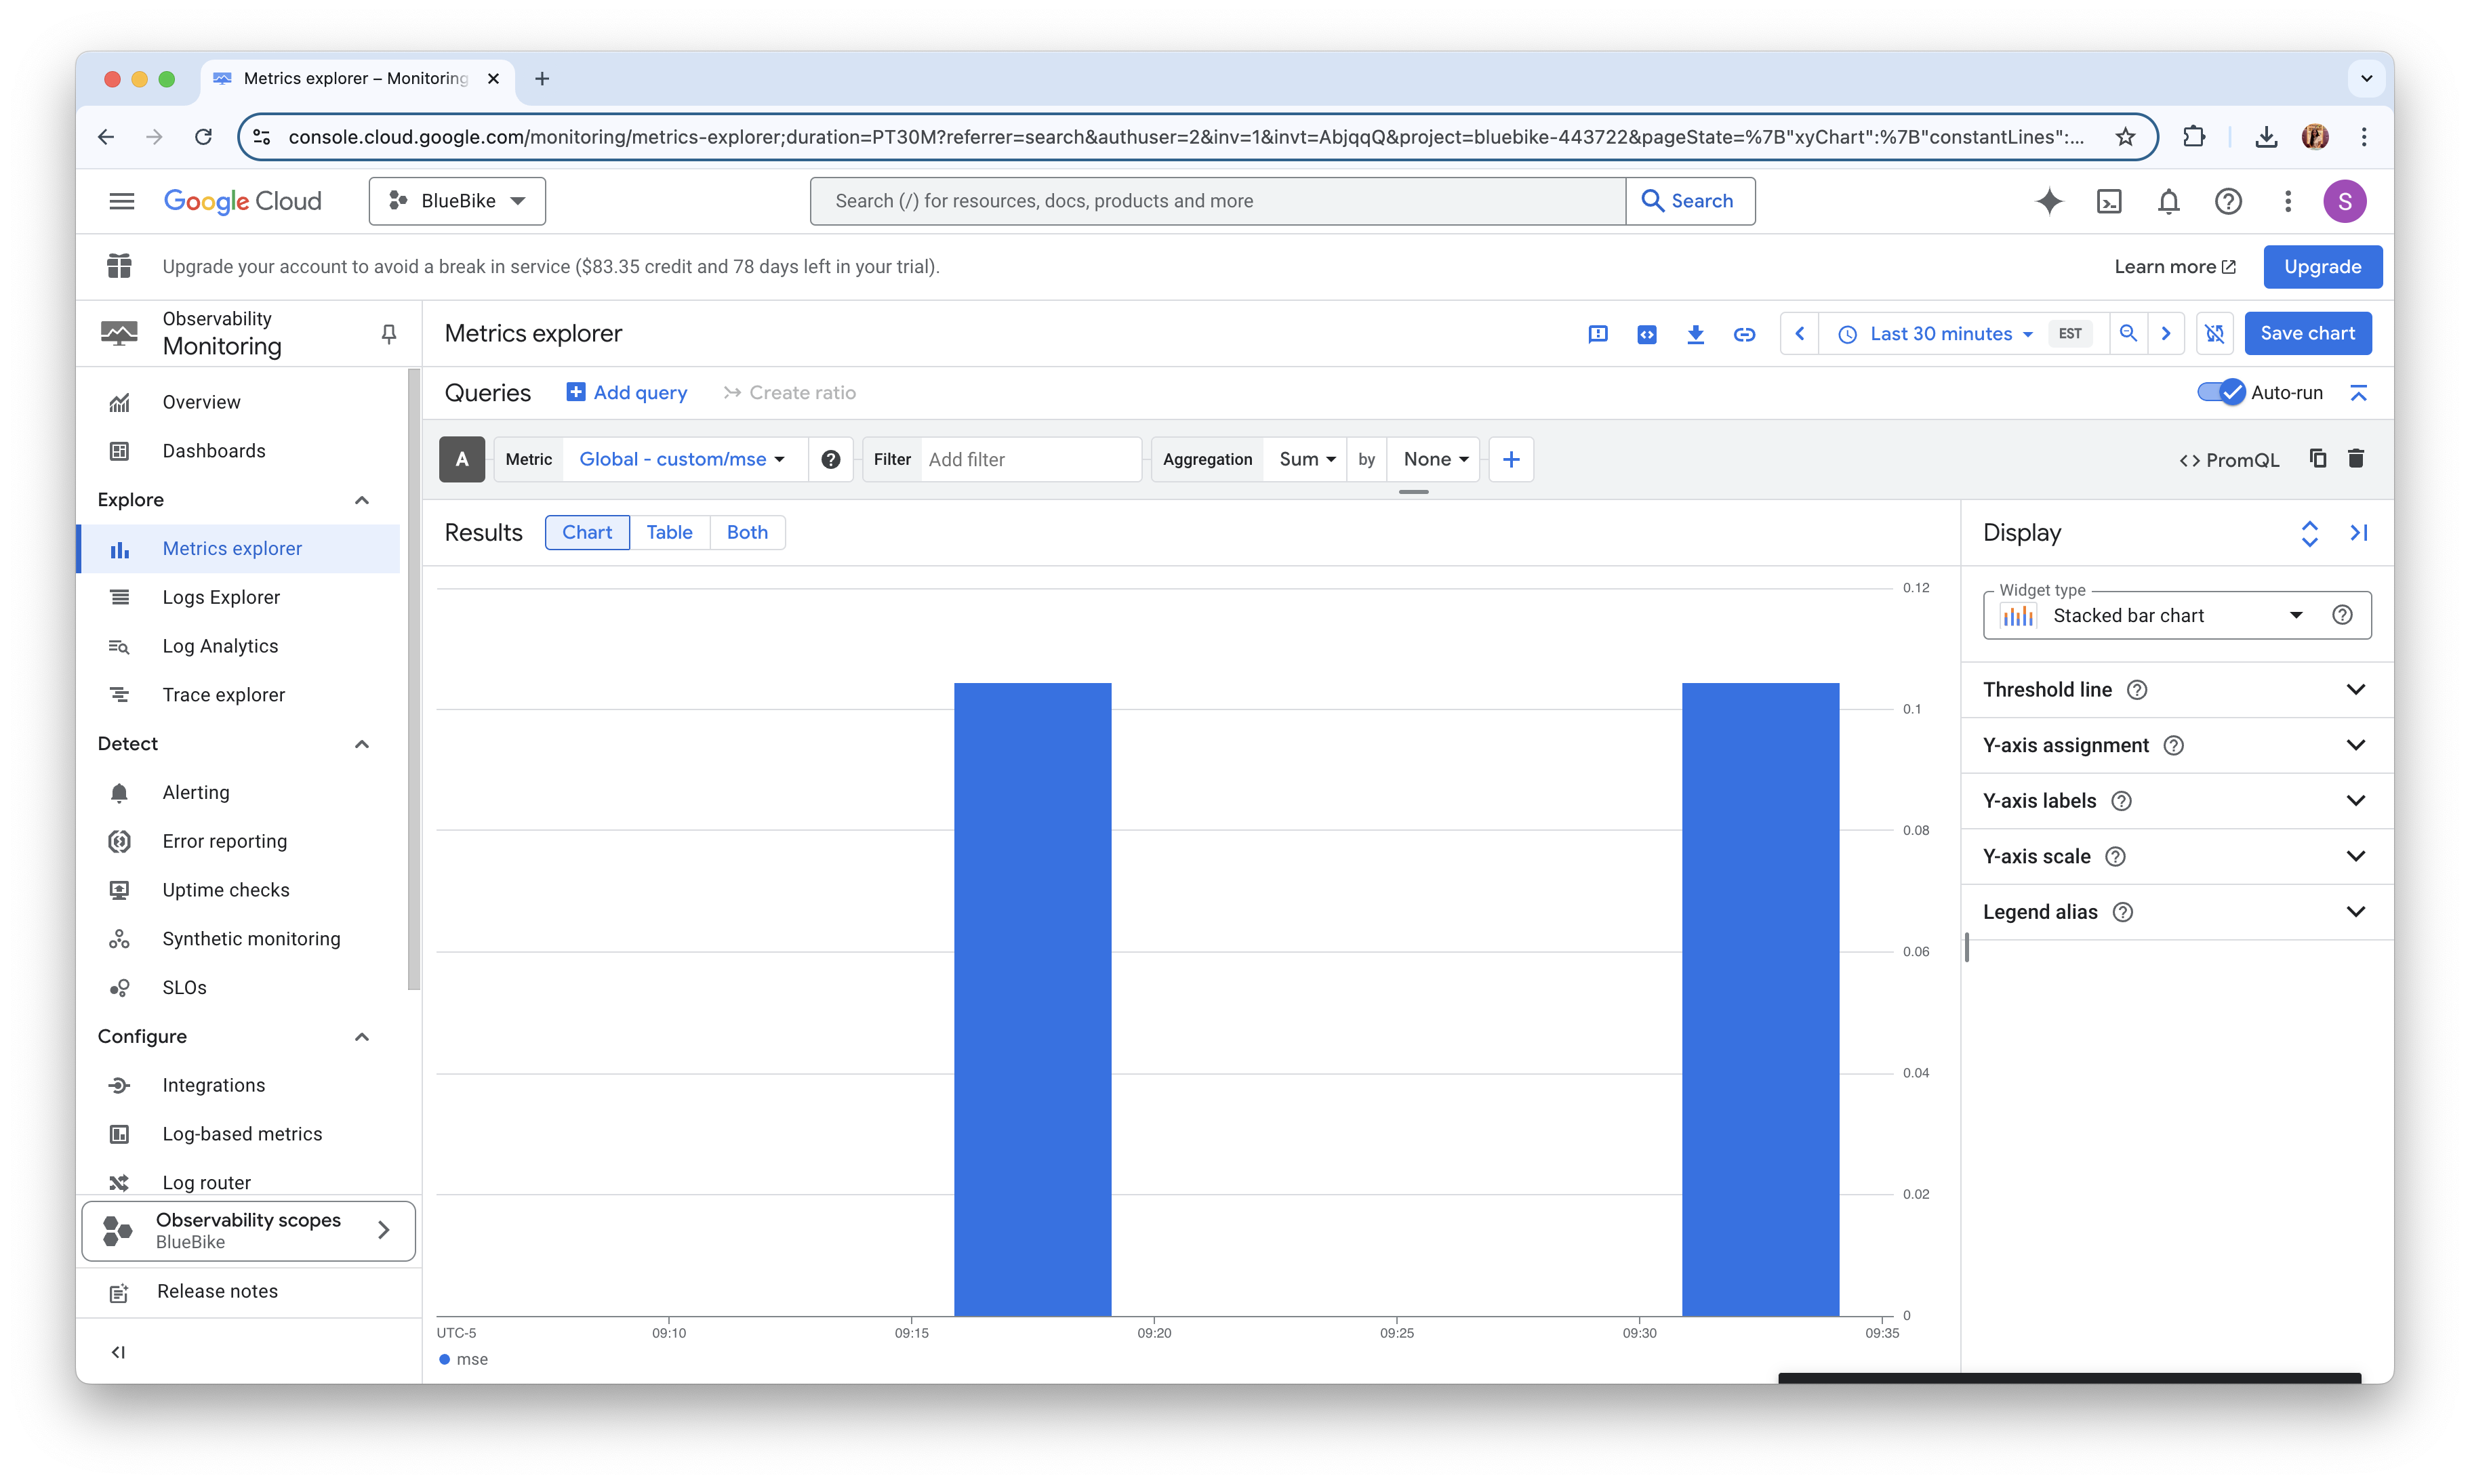 Metrics explorer – Monitoring
console.cloud.google.com/monitoring/metrics-explorer;duration=PT30M?referrer=search&authuser=2&inv=1&invt=AbjqqQ&project=bluebike-443722&pageState=%7B"xyChart":%7B"constantLines":...
Google Cloud
BlueBike
Search (/) for resources, docs, products and more
Search
S
Upgrade your account to avoid a break in service ($83.35 credit and 78 days left in your trial).
Learn more
Upgrade
Observability
Monitoring
Overview
Dashboards
Explore
Metrics explorer
Logs Explorer
Log Analytics
Trace explorer
Detect
Alerting
Error reporting
Uptime checks
Synthetic monitoring
SLOs
Configure
Integrations
Log-based metrics
Log router
Observability scopes
BlueBike
Release notes
Metrics explorer
Last 30 minutes
EST
Save chart
Queries
Add query
Create ratio
Auto-run
A
Metric
Global - custom/mse
Filter
Add filter
Aggregation
Sum
by
None
<> PromQL
Results
Chart
Table
Both
0.12
0.1
0.08
0.06
0.04
0.02
0
UTC-5
09:10
09:15
09:20
09:25
09:30
09:35
mse
Display
Widget type
Stacked bar chart
Threshold line
Y-axis assignment
Y-axis labels
Y-axis scale
Legend alias